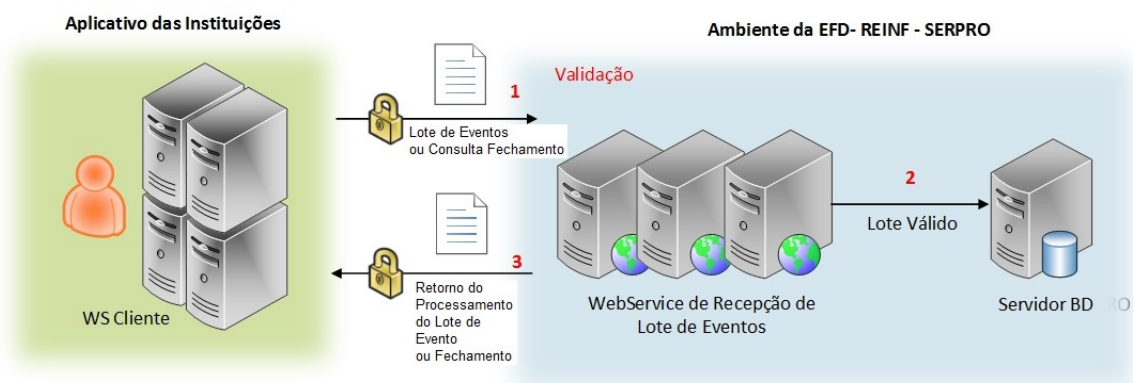 Aplicativo das Instituições
Ambiente da EFD- REINF - SERPRO
Validação
1
Lote de Eventos
ou Consulta Fechamento
2
Lote Válido
3
Retorno do
Processamento
do Lote de
Evento
ou Fechamento
WS Cliente
WebService de Recepção de
Lote de Eventos
Servidor BD
RO